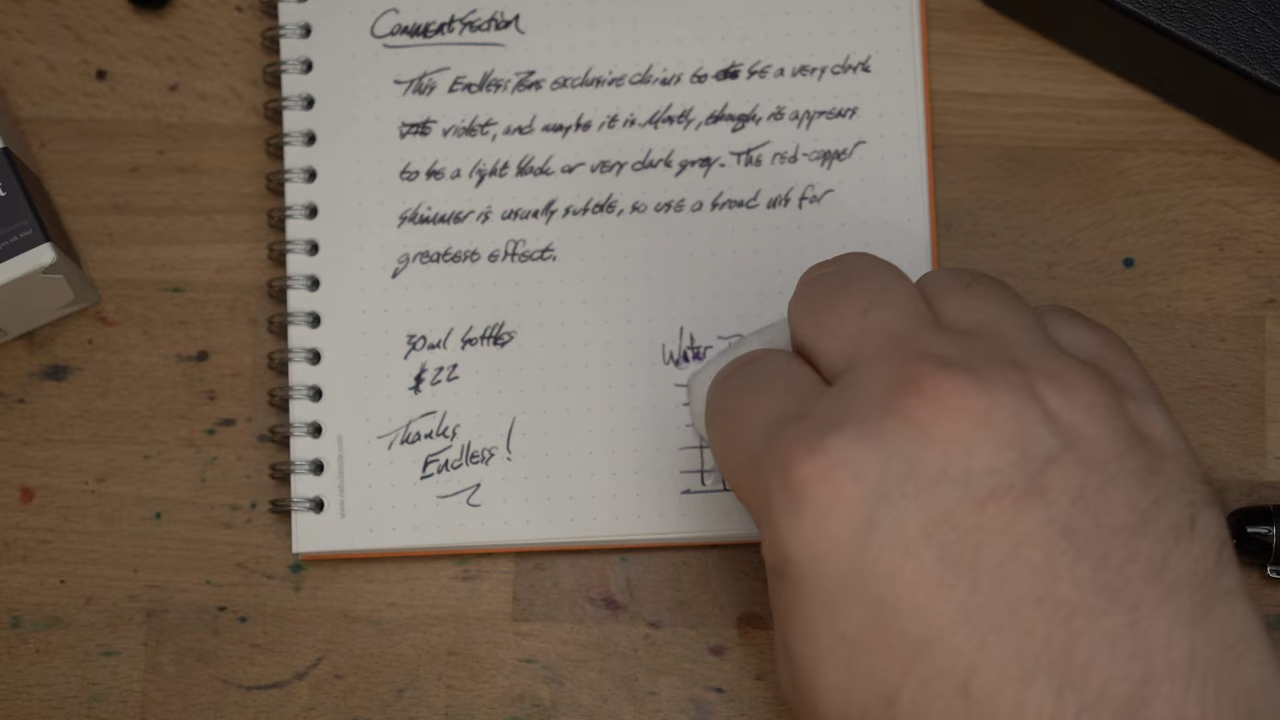 Comment Section
This Endless Pens exclusive claims to be a very dark
violet, and maybe it is. Mostly, though, it appears
to be a light black or very dark grey. The red-copper
shimmer is usually subtle, so use a broad nib for
greatest effect.
30ml bottles
$22
Water
Thanks
Endless!